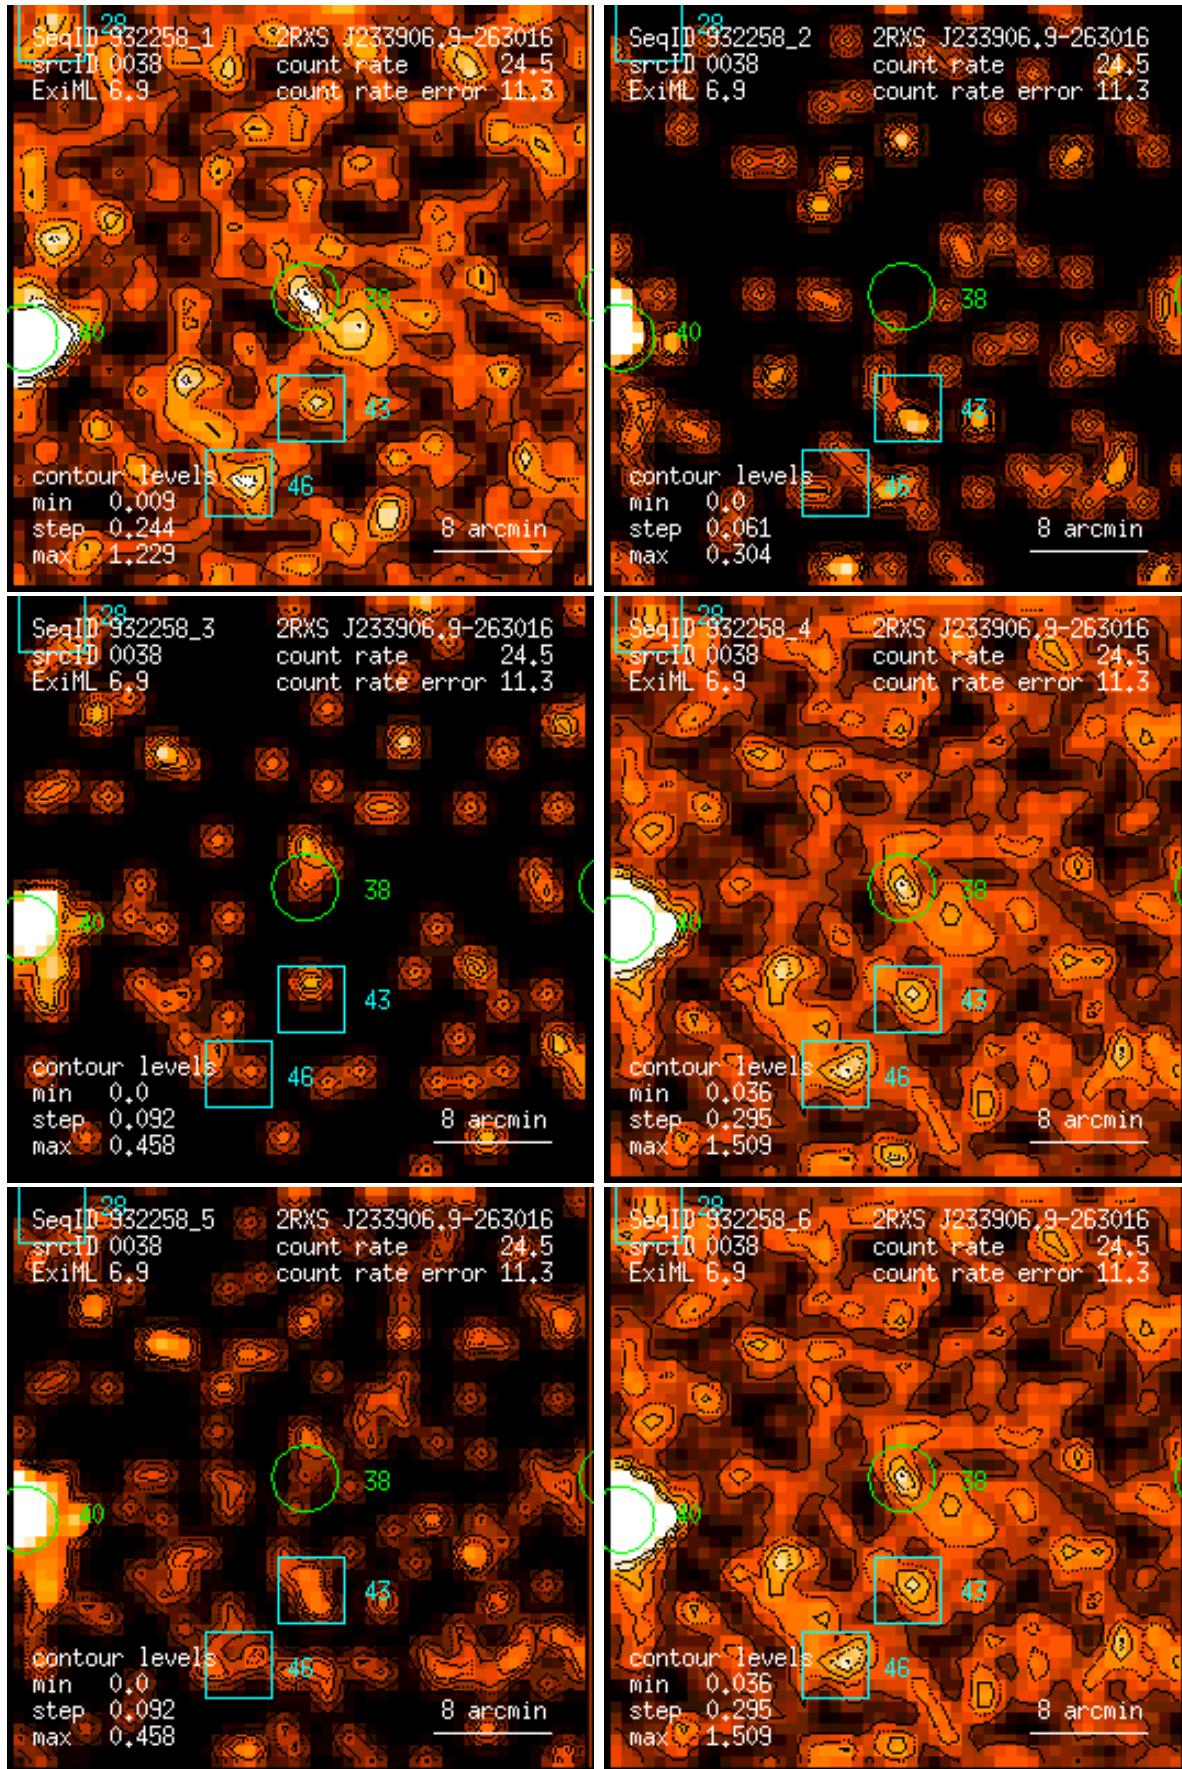 28
SeqID 932258_1 2RXS J233906.9-263016
srcID 0038 count rate 24.5
ExiML 6.9 count rate error 11.3
38
40
43
contour levels
46
min 0.009
step 0.244 8 arcmin
max 1.229
28
SeqID 932258_2 2RXS J233906.9-263016
srcID 0038 count rate 24.5
ExiML 6.9 count rate error 11.3
38
40
43
contour levels
46
min 0.0
step 0.061 8 arcmin
max 0.304
28
SeqID 932258_3 2RXS J233906.9-263016
srcID 0038 count rate 24.5
ExiML 6.9 count rate error 11.3
38
40
43
contour levels
46
min 0.0
step 0.092 8 arcmin
max 0.458
28
SeqID 932258_4 2RXS J233906.9-263016
srcID 0038 count rate 24.5
ExiML 6.9 count rate error 11.3
38
40
43
contour levels
46
min 0.036
step 0.295 8 arcmin
max 1.509
28
SeqID 932258_5 2RXS J233906.9-263016
srcID 0038 count rate 24.5
ExiML 6.9 count rate error 11.3
38
40
43
contour levels
46
min 0.0
step 0.092 8 arcmin
max 0.458
28
SeqID 932258_6 2RXS J233906.9-263016
srcID 0038 count rate 24.5
ExiML 6.9 count rate error 11.3
38
40
43
contour levels
46
min 0.036
step 0.295 8 arcmin
max 1.509